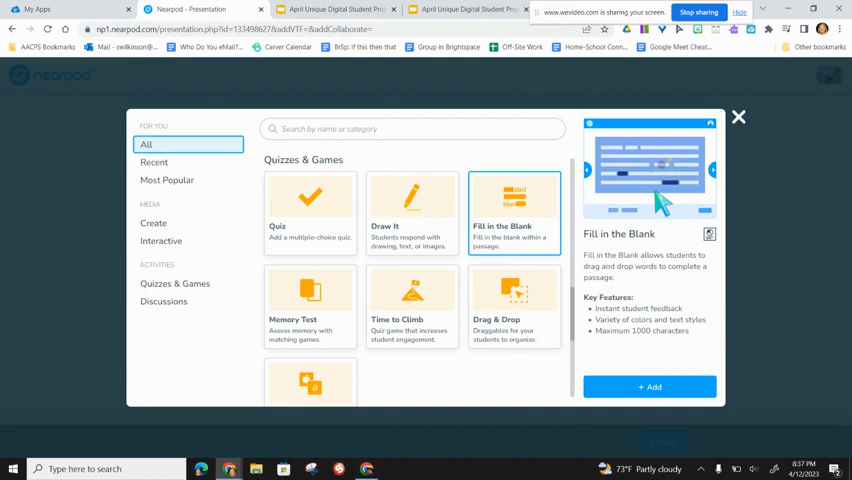 My Apps
Nearpod - Presentation
April Unique Digital Student Proj
April Unique Digital Student Proj
www.wevideo.com is sharing your screen.
Stop sharing
Hide
np1.nearpod.com/presentation.php?id=133498627&addVTF=&addCollaborate=
AACPS Bookmarks
Mail - swilkinson@...
Who Do You eMail?...
Carver Calendar
BrSp: If this then that
Group in Brightspace
Off-Site Work
Home-School Conn...
Google Meet Cheat...
Other bookmarks
nearpod
FOR YOU
All
Recent
Most Popular
MEDIA
Create
Interactive
ACTIVITIES
Quizzes & Games
Discussions
Search by name or category
Quizzes & Games
Quiz
Add a multiple-choice quiz.
Draw It
Students respond with
drawing, text, or images.
Fill in the Blank
Fill in the blank within a
passage.
Memory Test
Assess memory with
matching games.
Time to Climb
Quiz game that increases
student engagement.
Drag & Drop
Draggables for your
students to organize.
a
Fill in the Blank
Fill in the Blank allows students to
drag and drop words to complete a
passage.
Key Features:
Instant student feedback
Variety of colors and text styles
Maximum 1000 characters
+ Add
Create
Type here to search
73°F Partly cloudy
8:37 PM
4/12/2023
2